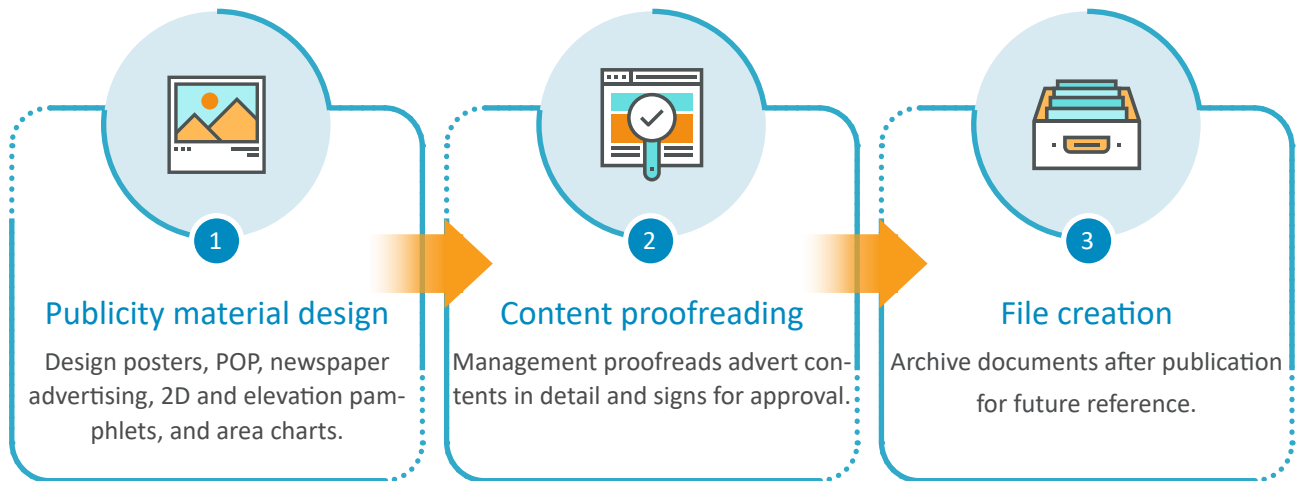 1
Publicity material design
Design posters, POP, newspaper
advertising, 2D and elevation pam-
phlets, and area charts.
2
Content proofreading
Management proofreads advert con-
tents in detail and signs for approval.
3
File creation
Archive documents after publication
for future reference.